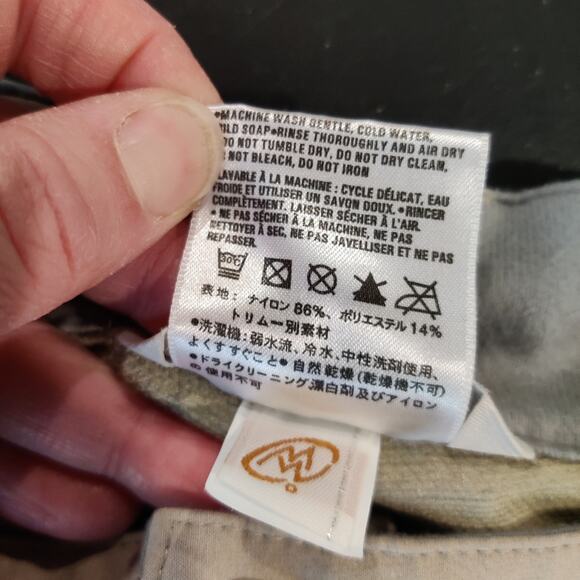 •MACHINE WASH GENTLE, COLD WATER,
SOAP•RINSE THOROUGHLY AND AIR DRY
DO NOT TUMBLE DRY, DO NOT DRY CLEAN,
NOT BLEACH, DO NOT IRON
LAVABLE À LA MACHINE : CYCLE DÉLICAT, EAU
FROIDE ET UTILISER UN SAVON DOUX. •RINCER
COMPLÈTEMENT. LAISSER SÉCHER À L'AIR.
• NE PAS SÉCHER À LA MACHINE, NE PAS
NETTOYER À SEC, NE PAS JAVELLISER ET NE PAS
REPASSER.
30°
表地: ナイロン 86%、ポリエステル 14%
トリムー別素材
•洗濯機: 弱水流、冷水、中性洗剤使用、
よくすすぐこと• 自然乾燥 (乾燥機不可)
•ドライクリーニング、漂白剤及びアイロン
の使用不可